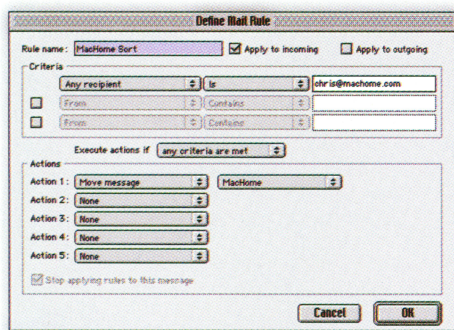 Define Mail Rule
Rule name: MacHome Sort Apply to incoming Apply to outgoing
Criteria
Any recipient Is chris@machome.com
From Contains
From Contains
Execute actions if any criteria are met
Actions
Action 1: Move message MacHome
Action 2: None
Action 3: None
Action 4: None
Action 5: None
Stop applying rules to this message
Cancel OK